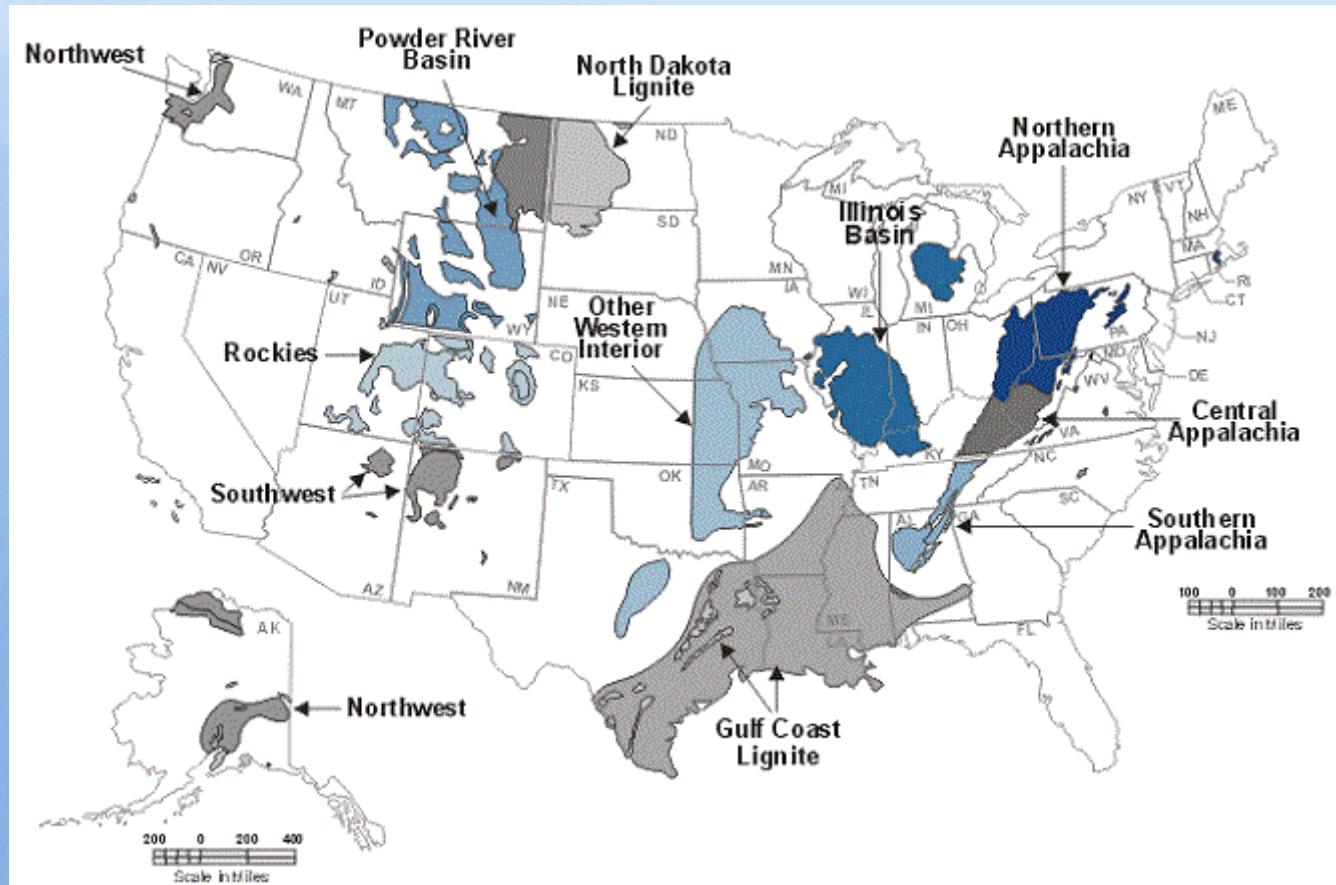 Northwest
Powder River
Basin
North Dakota
Lignite
Northern
Appalachia
Illinois
Basin
Other
Western
Interior
Rockies
Southwest
Central
Appalachia
Southern
Appalachia
Gulf Coast
Lignite
Northwest
WA
MT
ND
ME
MI
VT
NH
NY
MA
SD
OR
ID
CA
NV
MN
WI
RI
CT
UT
NE
IA
WY
IL
MI
IN
OH
PA
NJ
CO
MD
DE
KS
WV
VA
KY
MO
NC
OK
TX
AR
TN
SC
AL
GA
AZ
NM
MS
FL
AK
100 0 100 200
Scale in Miles
200 0 200 400
Scale in Miles